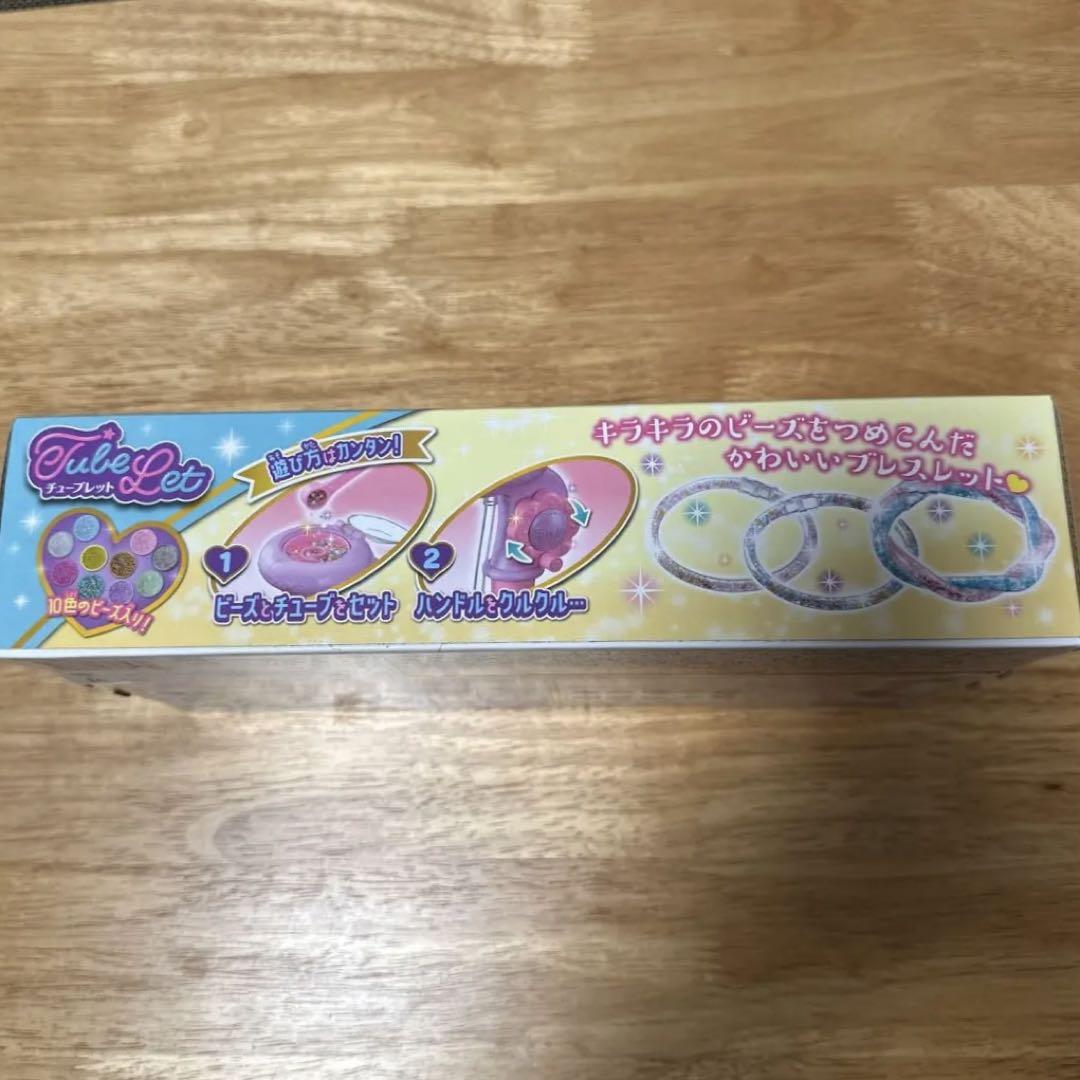 Tube Let
チューブレット
10色のビーズ入り!
遊び方はカンタン!
1
ビーズとチューブをセット
2
ハンドルをクルクル…
キラキラのビーズをつめこんだ
かわいいブレスレット